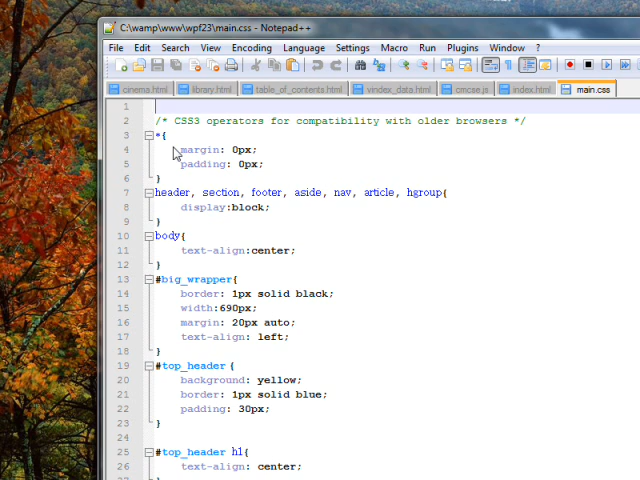 C:\wamp\www\wpf23\main.css - Notepad++
File Edit Search View Encoding Language Settings Macro Run Plugins Window ?
cinema.html library.html table_of_contents.html vindex_data.html cmcse.js index.html main.css
1
2 /* CSS3 operators for compatibility with older browsers */
3 *{
4 margin: 0px;
5 padding: 0px;
6 }
7 header, section, footer, aside, nav, article, hgroup{
8 display:block;
9 }
10 body{
11 text-align:center;
12 }
13 #big_wrapper{
14 border: 1px solid black;
15 width:690px;
16 margin: 20px auto;
17 text-align: left;
18 }
19 #top_header {
20 background: yellow;
21 border: 1px solid blue;
22 padding: 30px;
23 }
24
25 #top_header h1{
26 text-align: center;
27